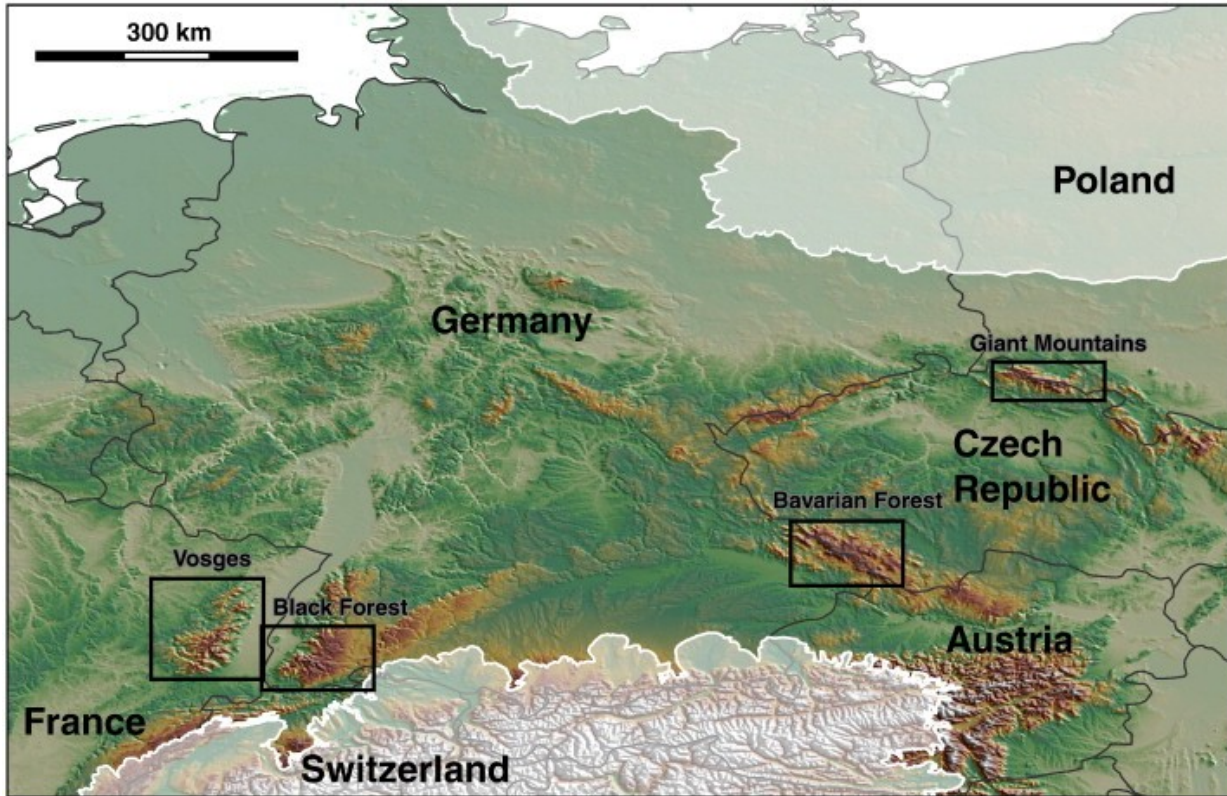 300 km
Poland
Germany
Giant Mountains
Czech
Republic
Bavarian Forest
Vosges
Black Forest
Austria
France
Switzerland